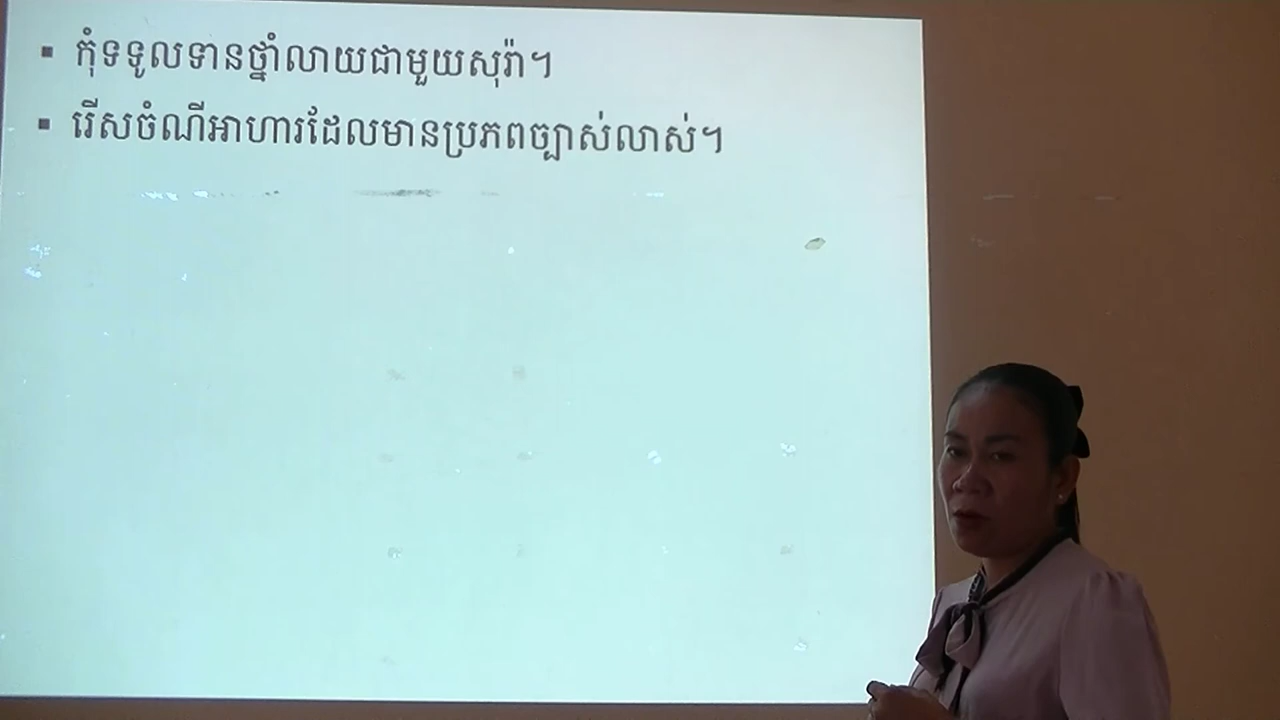 ▪ កុំទទូលទានថ្នាំលាយជាមួយសុរ៉ា។
▪ រើសចំណីអាហារដែលមានប្រភពច្បាស់លាស់។